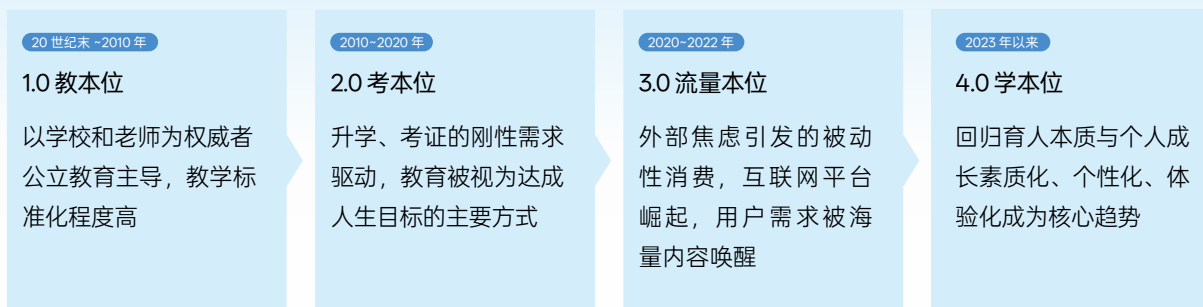 20 世纪末 ~2010 年
1.0 教本位
以学校和老师为权威者
公立教育主导，教学标
准化程度高
2010~2020 年
2.0 考本位
升学、考证的刚性需求
驱动，教育被视为达成
人生目标的主要方式
2020~2022 年
3.0 流量本位
外部焦虑引发的被动
性消费，互联网平台
崛起，用户需求被海
量内容唤醒
2023 年以来
4.0 学本位
回归育人本质与个人成
长素质化、个性化、体
验化成为核心趋势